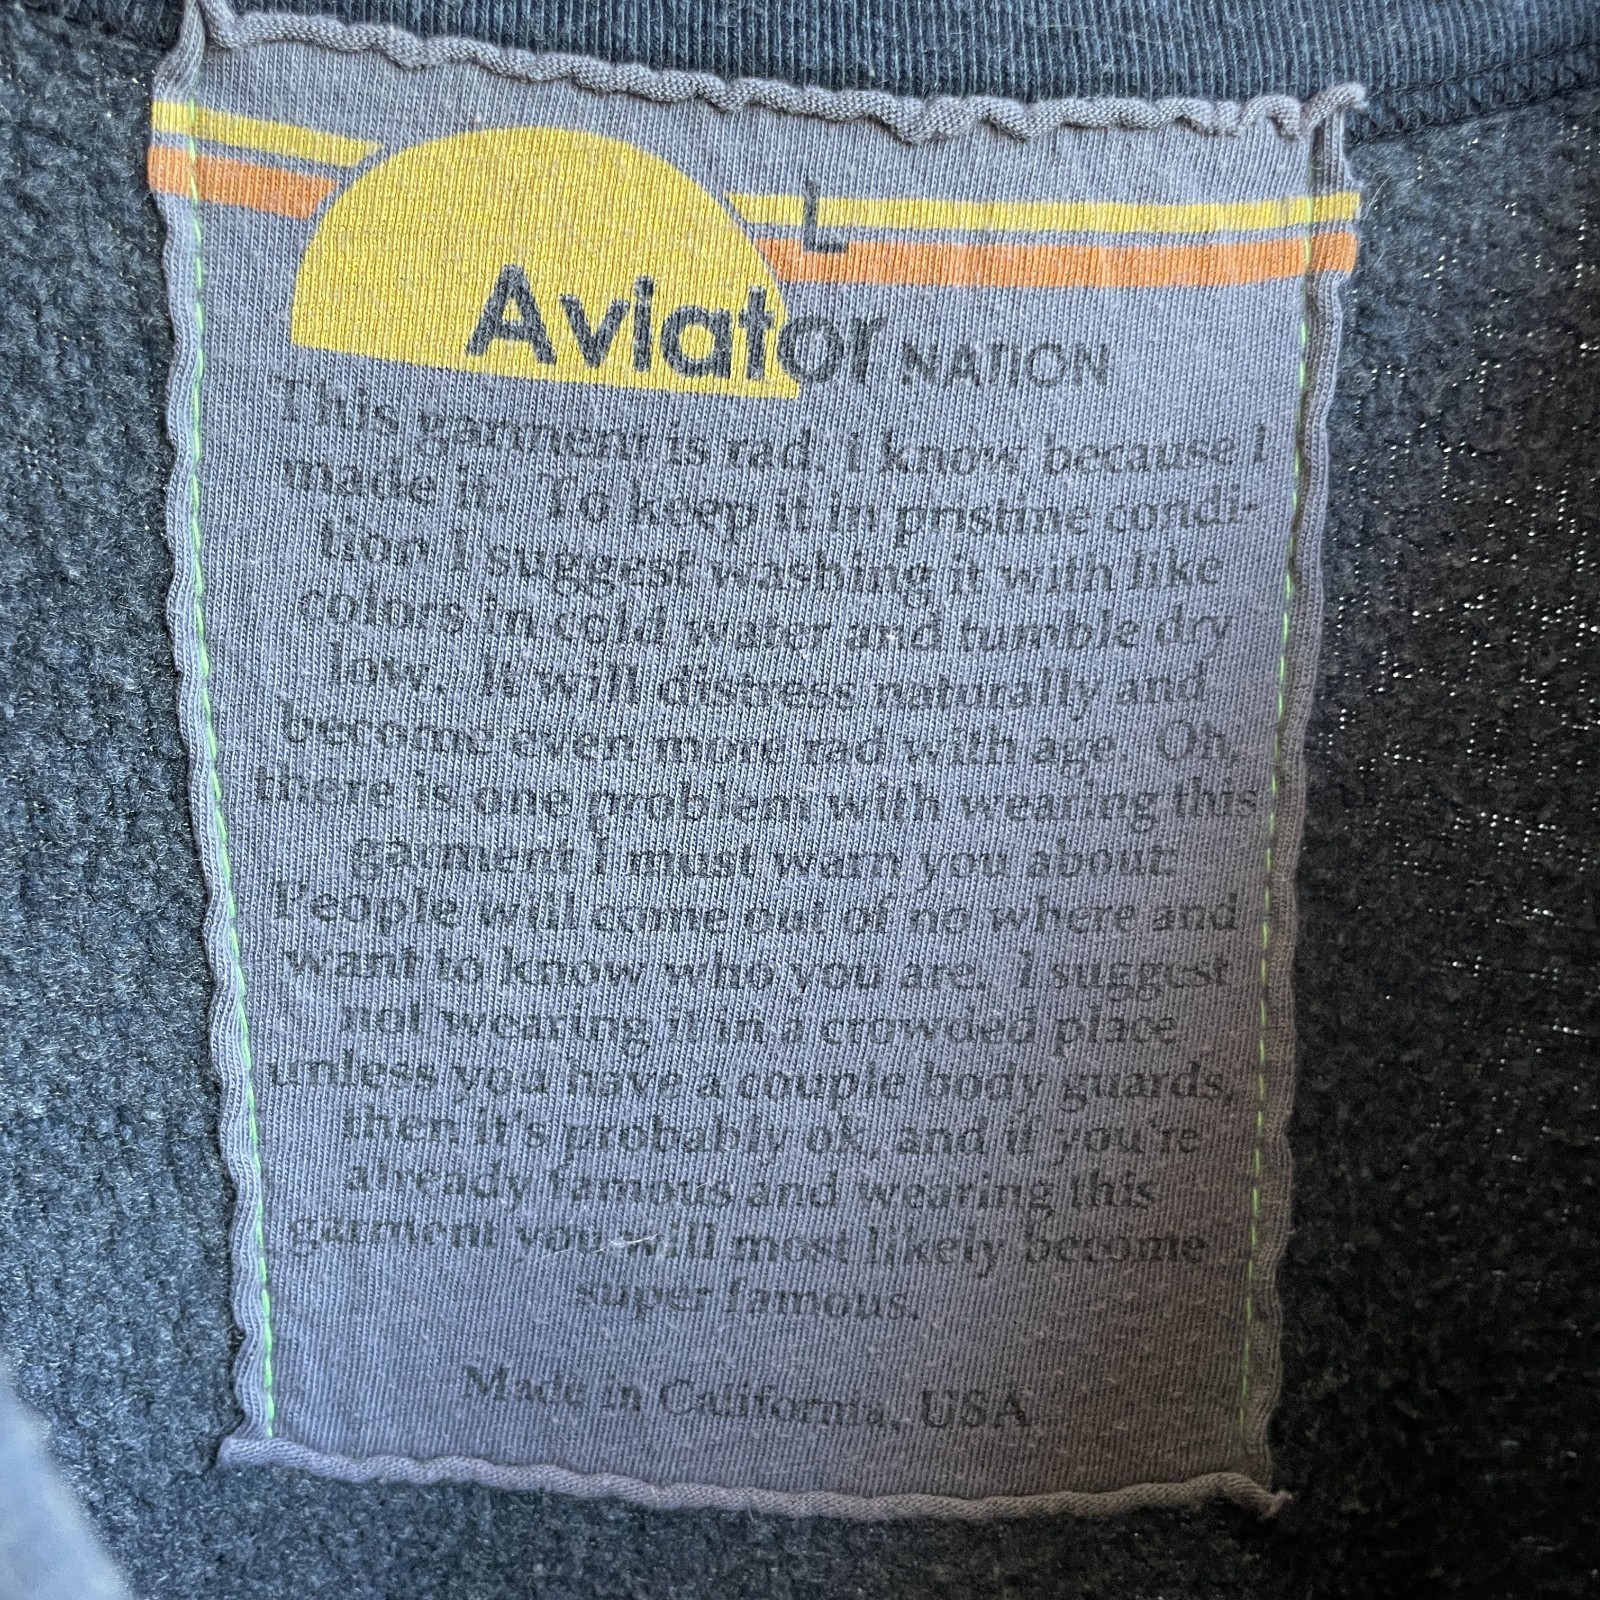 L
Aviator NATION
This garment is rad. I know because I
made it. To keep it in pristine condi-
tion I suggest washing it with like
colors in cold water and tumble dry
low. It will distress naturally and
become even more rad with age. Oh,
there is one problem with wearing this
garment I must warn you about:
People will come out of no where and
want to know who you are. I suggest
not wearing it in a crowded place
unless you have a couple body guards,
then it's probably ok, and if you're
already famous and wearing this
garment you will most likely become
super famous.
Made in California, USA